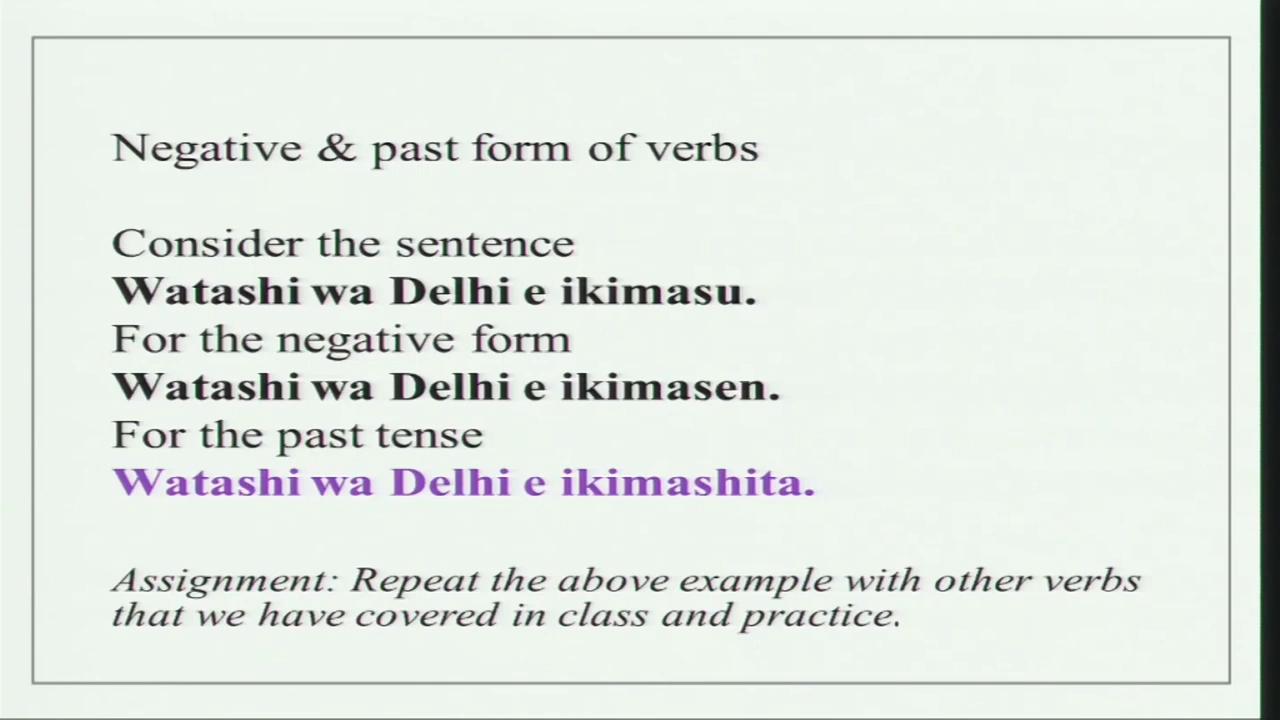 Negative & past form of verbs
Consider the sentence
Watashi wa Delhi e ikimasu.
For the negative form
Watashi wa Delhi e ikimasen.
For the past tense
Watashi wa Delhi e ikimashita.
Assignment: Repeat the above example with other verbs
that we have covered in class and practice.